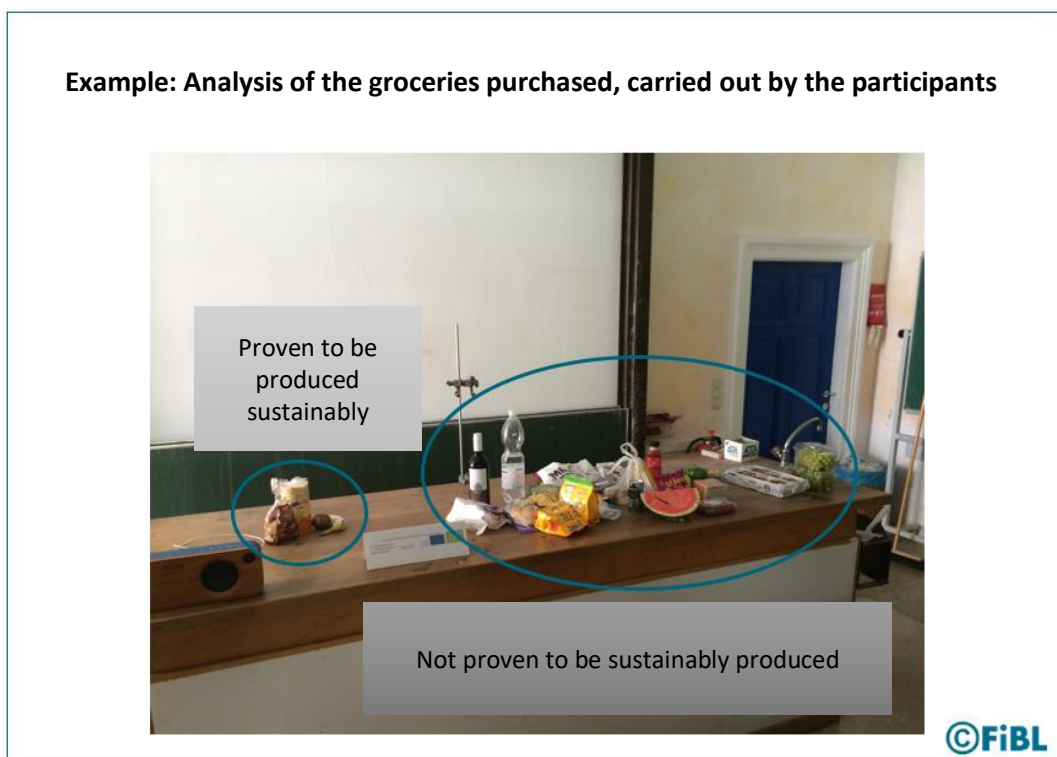 Example: Analysis of the groceries purchased, carried out by the participants
Proven to be
produced
sustainably
Not proven to be sustainably produced
©FiBL